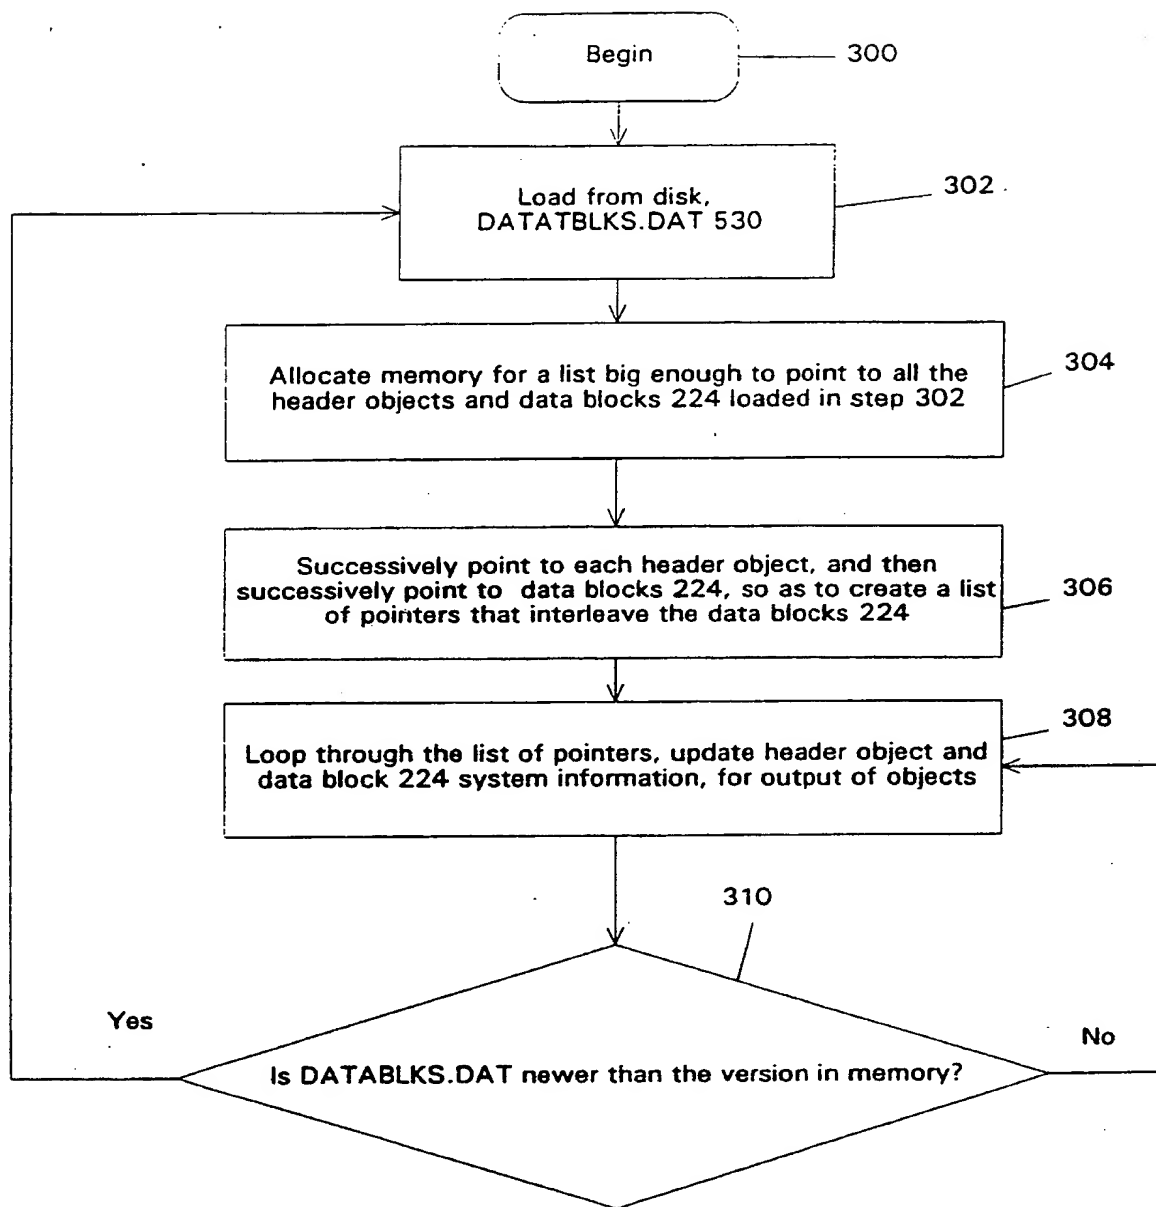 Begin
300
Load from disk,
DATATBLKS.DAT 530
302
Allocate memory for a list big enough to point to all the
header objects and data blocks 224 loaded in step 302
304
Successively point to each header object, and then
successively point to data blocks 224, so as to create a list
of pointers that interleave the data blocks 224
306
Loop through the list of pointers, update header object and
data block 224 system information, for output of objects
308
310
Yes
No
Is DATABLKS.DAT newer than the version in memory?